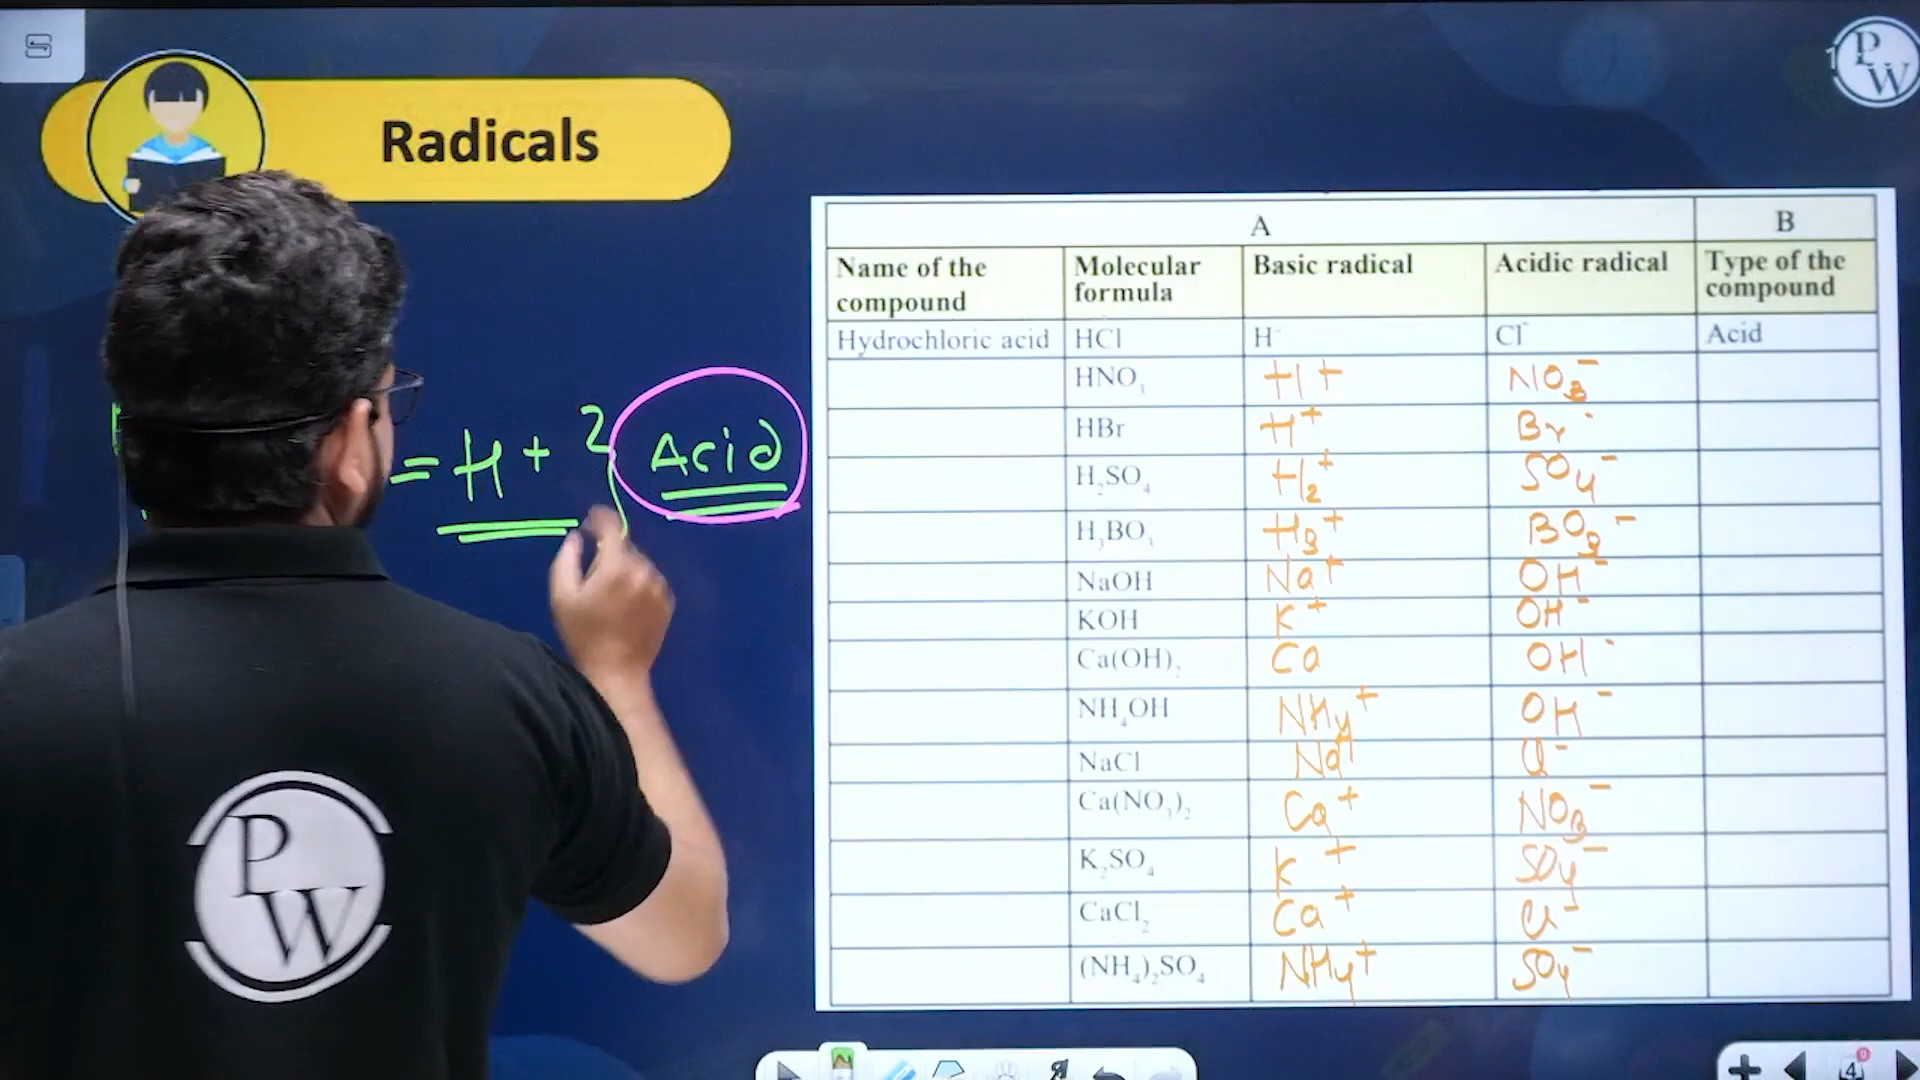 PW
Radicals
A B
Name of the compound Molecular formula Basic radical Acidic radical Type of the compound
Hydrochloric acid HCl H⁻ Cl⁻ Acid
HNO₃ H+ NO₃⁻
HBr H⁺ Br⁻
= H + Acid
H₂SO₄ H₂⁺ SO₄⁻
H₃BO₃ H₃⁺ BO₃⁻
NaOH Na⁺ OH⁻
KOH K⁺ OH⁻
Ca(OH)₂ Ca OH⁻
NH₄OH NH₄⁺ OH⁻
NaCl Na⁺ Cl⁻
Ca(NO₃)₂ Ca⁺ NO₃⁻
K₂SO₄ K⁺ SO₄⁻
CaCl₂ Ca⁺ Cl⁻
(NH₄)₂SO₄ NH₄⁺ SO₄⁻
PW
4